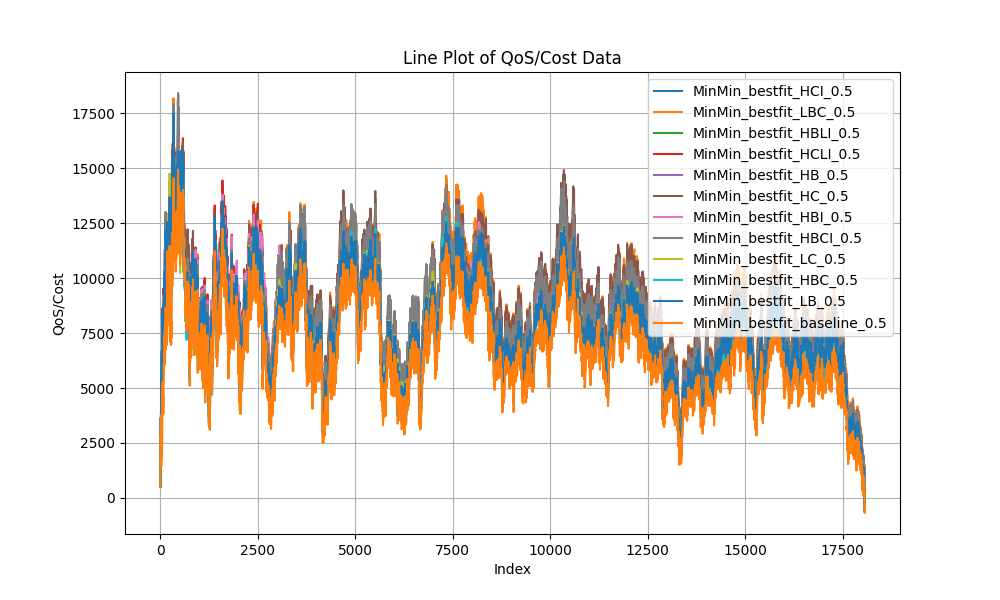 Line Plot of QoS/Cost Data
QoS/Cost
17500
15000
12500
10000
7500
5000
2500
0
MinMin_bestfit_HCI_0.5
MinMin_bestfit_LBC_0.5
MinMin_bestfit_HBLI_0.5
MinMin_bestfit_HCLI_0.5
MinMin_bestfit_HB_0.5
MinMin_bestfit_HC_0.5
MinMin_bestfit_HBI_0.5
MinMin_bestfit_HBCI_0.5
MinMin_bestfit_LC_0.5
MinMin_bestfit_HBC_0.5
MinMin_bestfit_LB_0.5
MinMin_bestfit_baseline_0.5
0 2500 5000 7500 10000 12500 15000 17500
Index